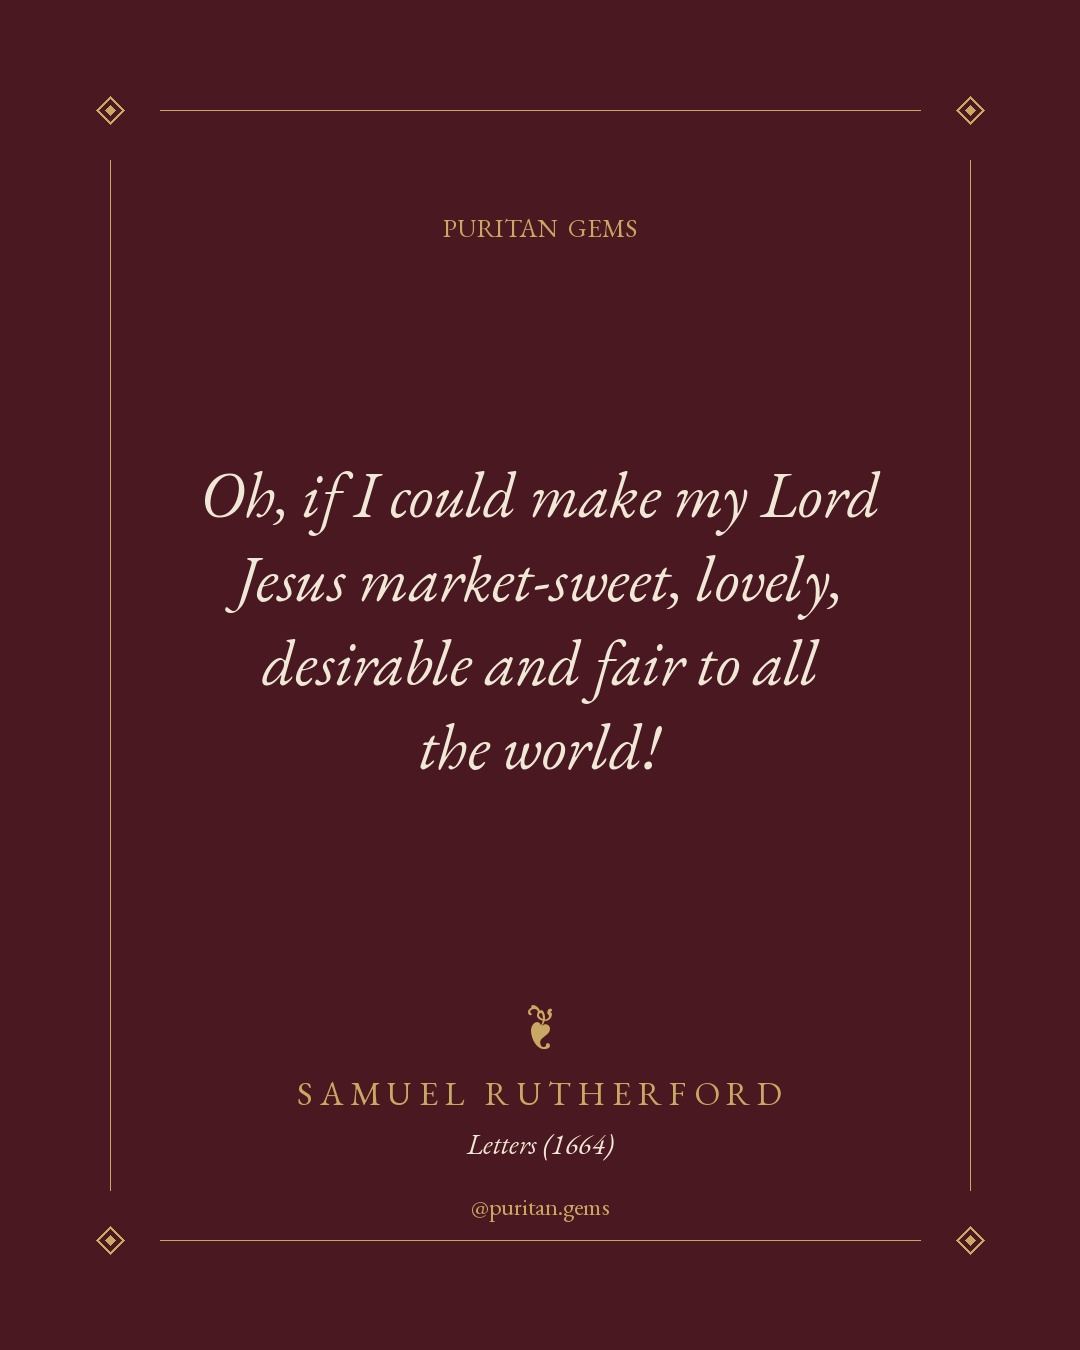 PURITAN GEMS
Oh, if I could make my Lord
Jesus market-sweet, lovely,
desirable and fair to all
the world!
SAMUEL RUTHERFORD
Letters (1664)
@puritan.gems